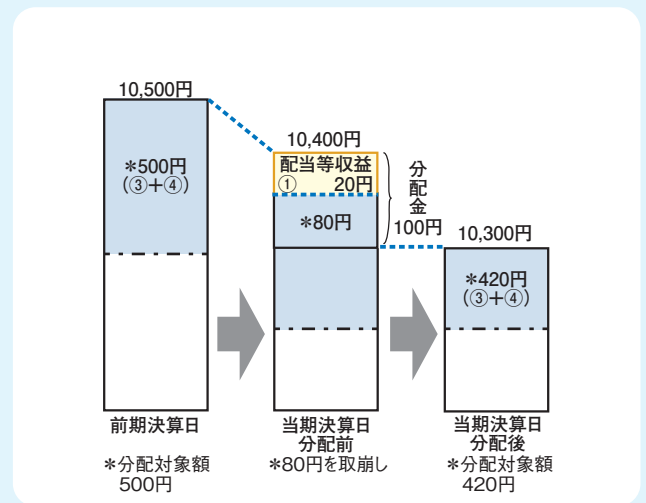 10,500円
*500円
(③+④)
前期決算日
*分配対象額
500円
10,400円
配当等収益
① 20円
*80円
分配金
100円
当期決算日
分配前
*80円を取崩し
10,300円
*420円
(③+④)
当期決算日
分配後
*分配対象額
420円